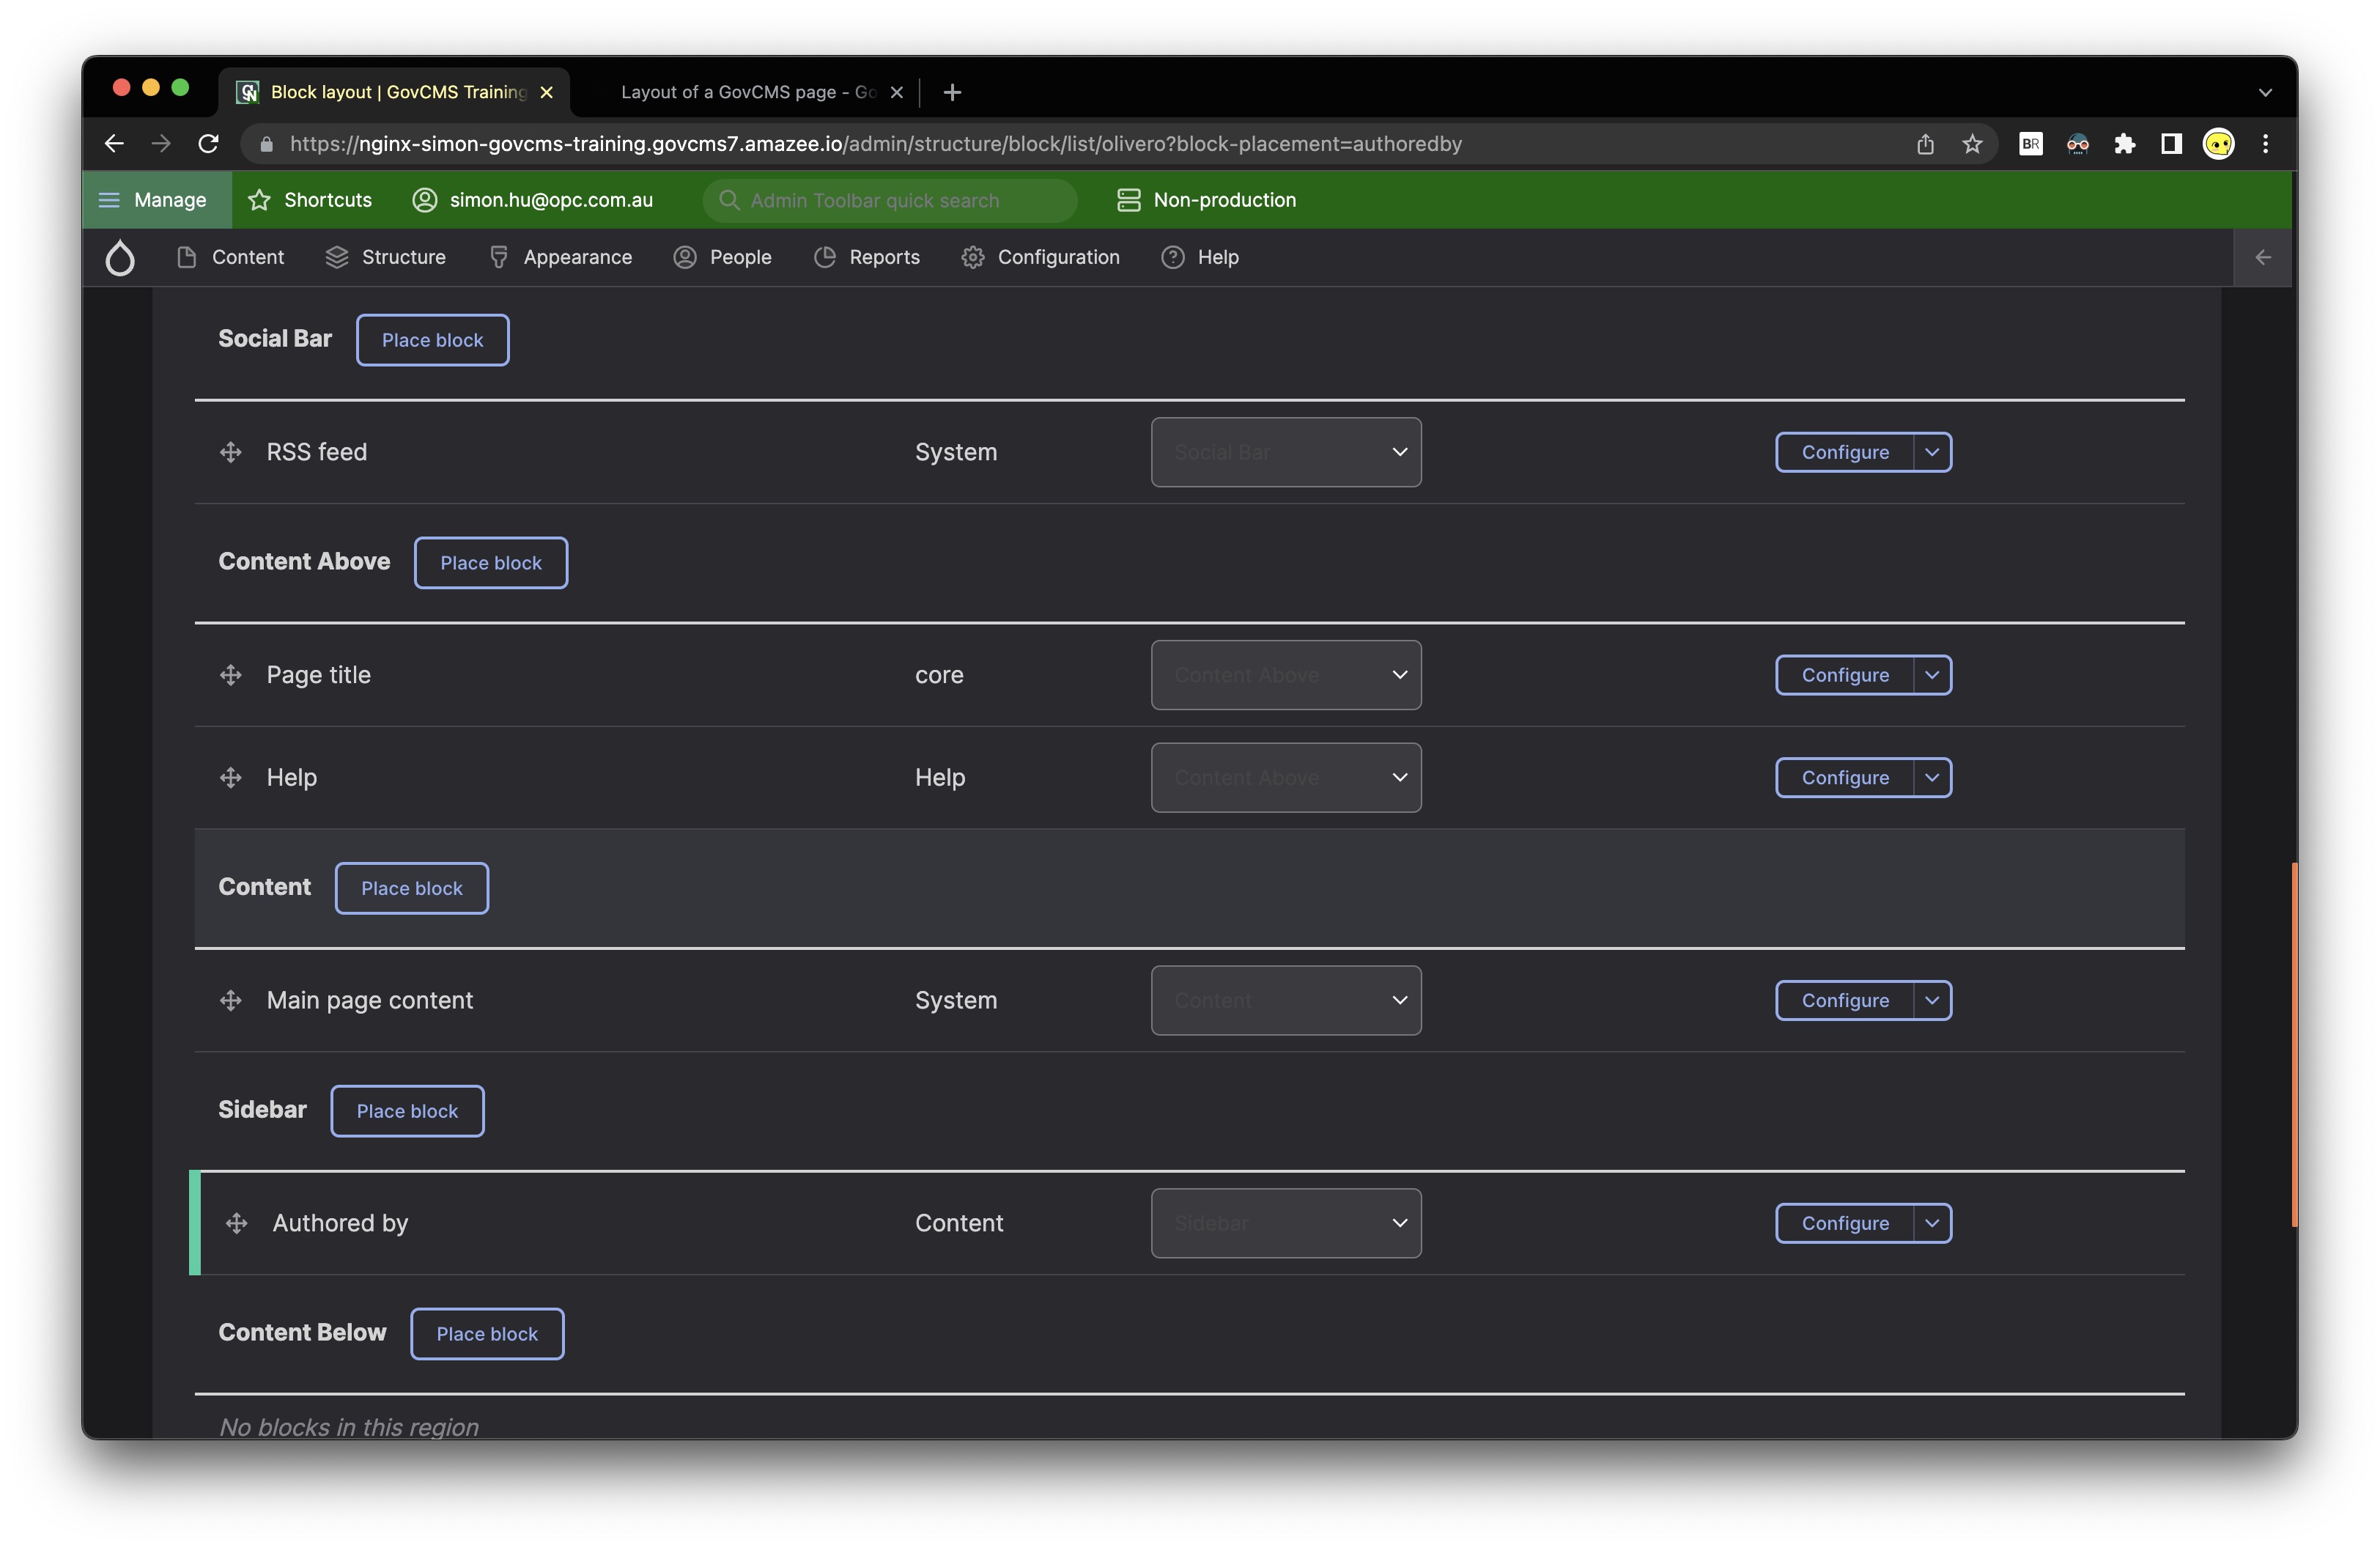 Block layout | GovCMS Training
Layout of a GovCMS page - Go
https://nginx-simon-govcms-training.govcms7.amazee.io/admin/structure/block/list/olivero?block-placement=authoredby
BR
Manage Shortcuts simon.hu@opc.com.au Admin Toolbar quick search Non-production
Content Structure Appearance People Reports Configuration Help
Social Bar Place block
RSS feed System Social Bar Configure
Content Above Place block
Page title core Content Above Configure
Help Help Content Above Configure
Content Place block
Main page content System Content Configure
Sidebar Place block
Authored by Content Sidebar Configure
Content Below Place block
No blocks in this region